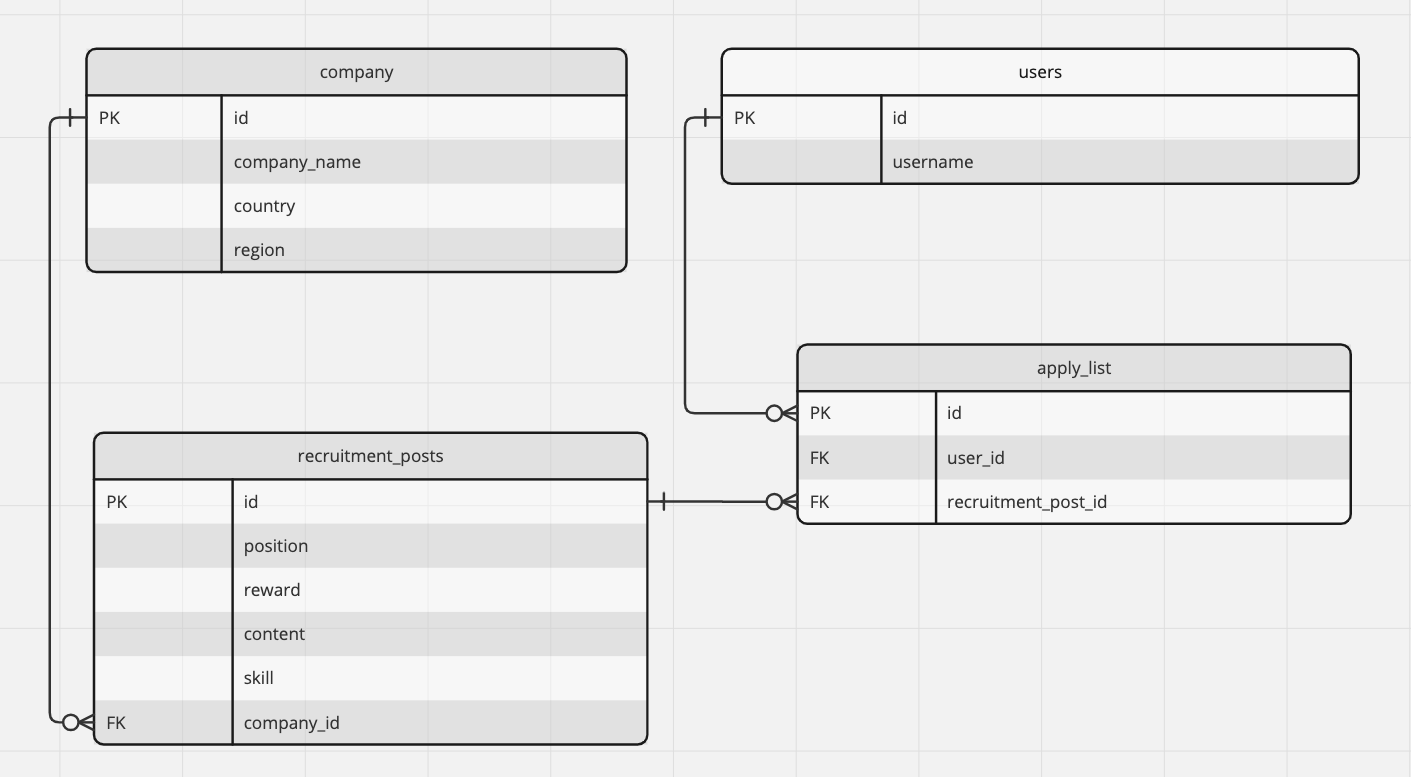 company
PK id
company_name
country
region
users
PK id
username
apply_list
PK id
FK user_id
FK recruitment_post_id
recruitment_posts
PK id
position
reward
content
skill
FK company_id